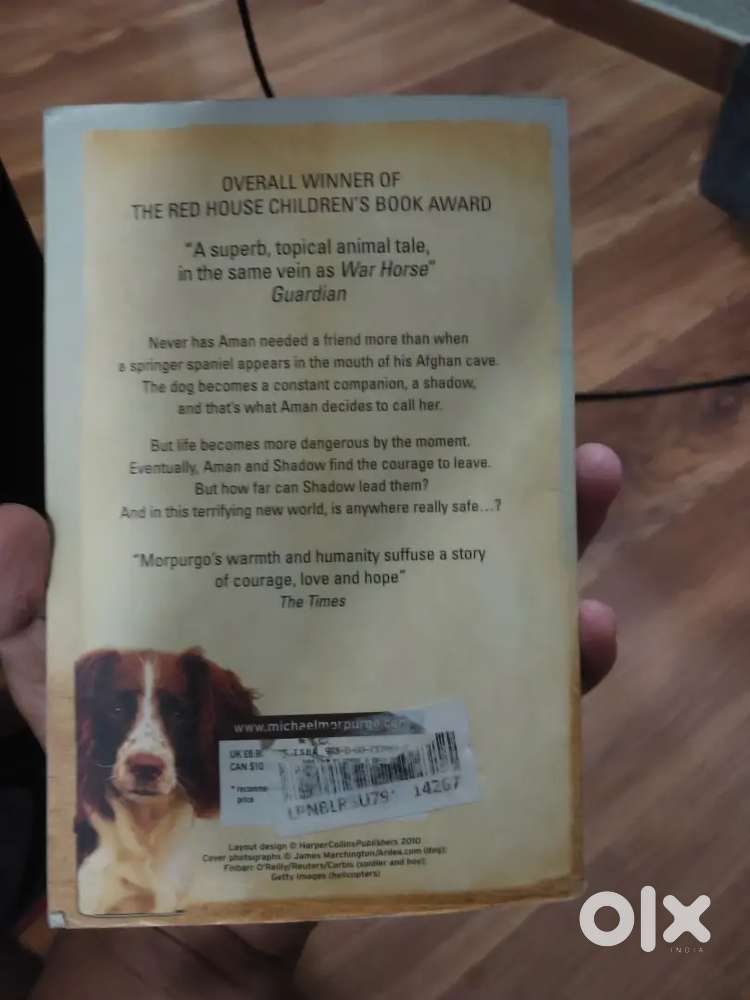 OVERALL WINNER OF
THE RED HOUSE CHILDREN'S BOOK AWARD
"A superb, topical animal tale,
in the same vein as War Horse"
Guardian
Never has Aman needed a friend more than when
a springer spaniel appears in the mouth of his Afghan cave.
The dog becomes a constant companion, a shadow,
and that's what Aman decides to call her.
But life becomes more dangerous by the moment.
Eventually, Aman and Shadow find the courage to leave.
But how far can Shadow lead them?
And in this terrifying new world, is anywhere really safe...?
"Morpurgo's warmth and humanity suffuse a story
of courage, love and hope"
The Times
www.michaelmorpurgo.com
CAN $10
price
14267
Layout design © HarperCollinsPublishers 2010
Cover photographs © James Marchington/Ardea.com (dog);
Finbarr O'Reilly/Reuters/Corbis (soldier and boy);
Getty Images (helicopters)
olx
INDIA